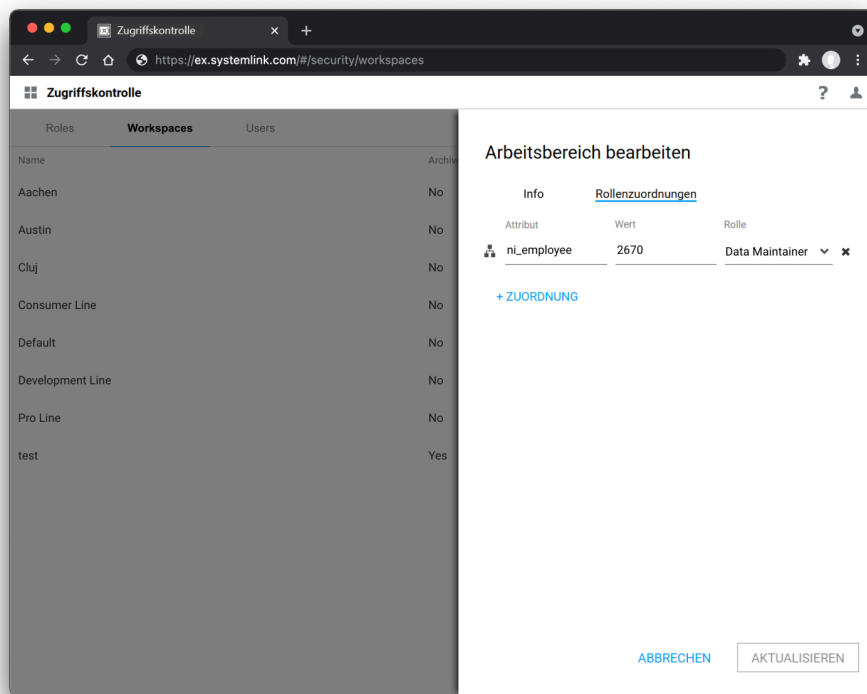 Zugriffskontrolle
https://ex.systemlink.com/#/security/workspaces
Zugriffskontrolle
Roles Workspaces Users
Name Archiv
Aachen No
Austin No
Cluj No
Consumer Line No
Default No
Development Line No
Pro Line No
test Yes
Arbeitsbereich bearbeiten
Info Rollenzuordnungen
Attribut Wert Rolle
ni_employee 2670 Data Maintainer
+ ZUORDNUNG
ABBRECHEN AKTUALISIEREN